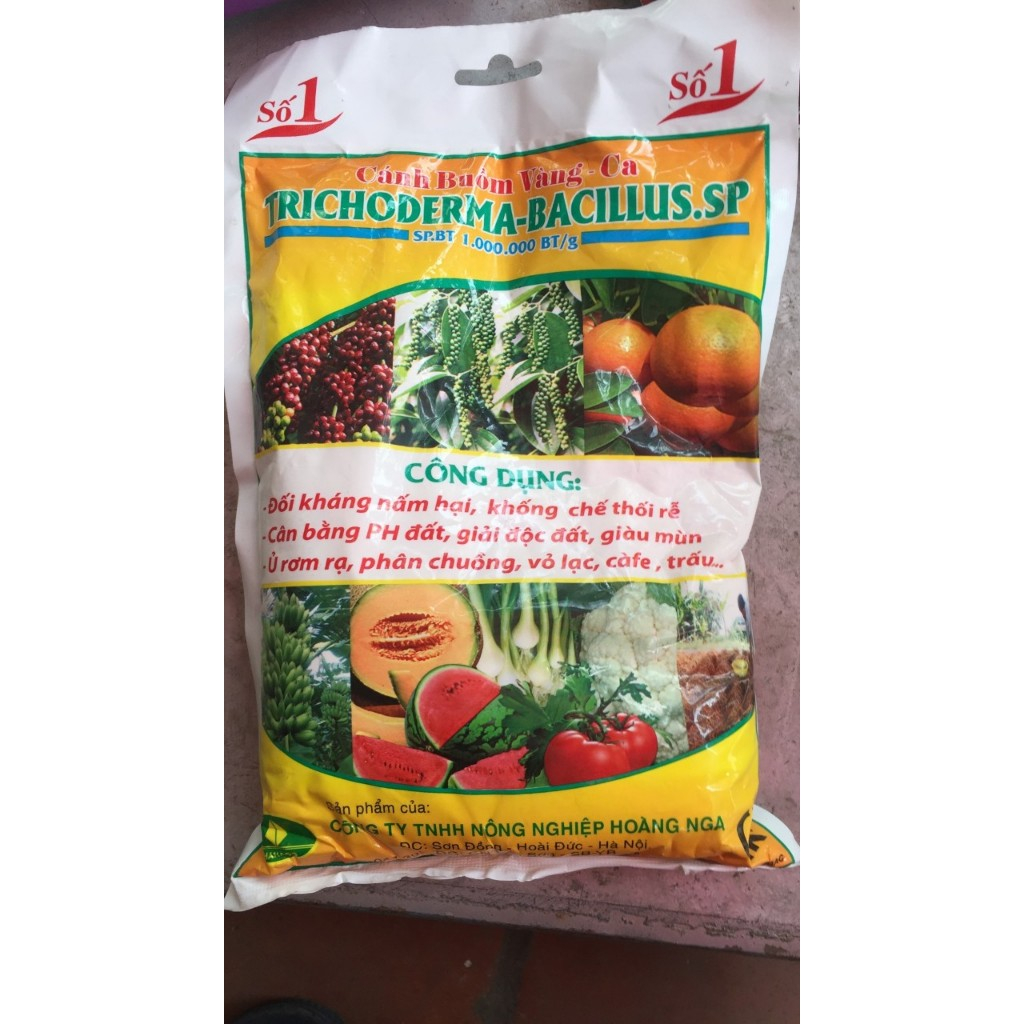 Số 1
Số 1
Cánh Buồm Vàng - Ca
TRICHODERMA-BACILLUS.SP
SP.BT 1.000.000 BT/g
CÔNG DỤNG:
- Đối kháng nấm hại, khống chế thối rễ
- Cân bằng PH đất, giải độc đất, giàu mùn
- Ủ rơm rạ, phân chuồng, vỏ lạc, càfe , trấu...
Sản phẩm của:
CÔNG TY TNHH NÔNG NGHIỆP HOÀNG NGA
ĐC: Sơn Đồng - Hoài Đức - Hà Nội